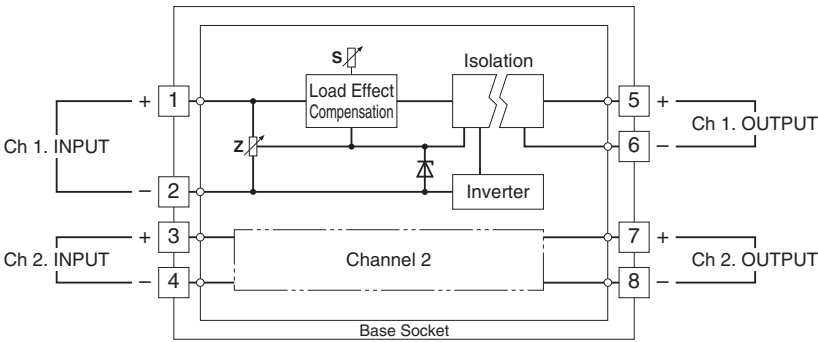 S
Isolation
Load Effect
Compensation
+ 1
5 +
Ch 1. INPUT
Ch 1. OUTPUT
Z
6 −
− 2
Inverter
+ 3
7 +
Ch 2. INPUT
Channel 2
Ch 2. OUTPUT
− 4
8 −
Base Socket